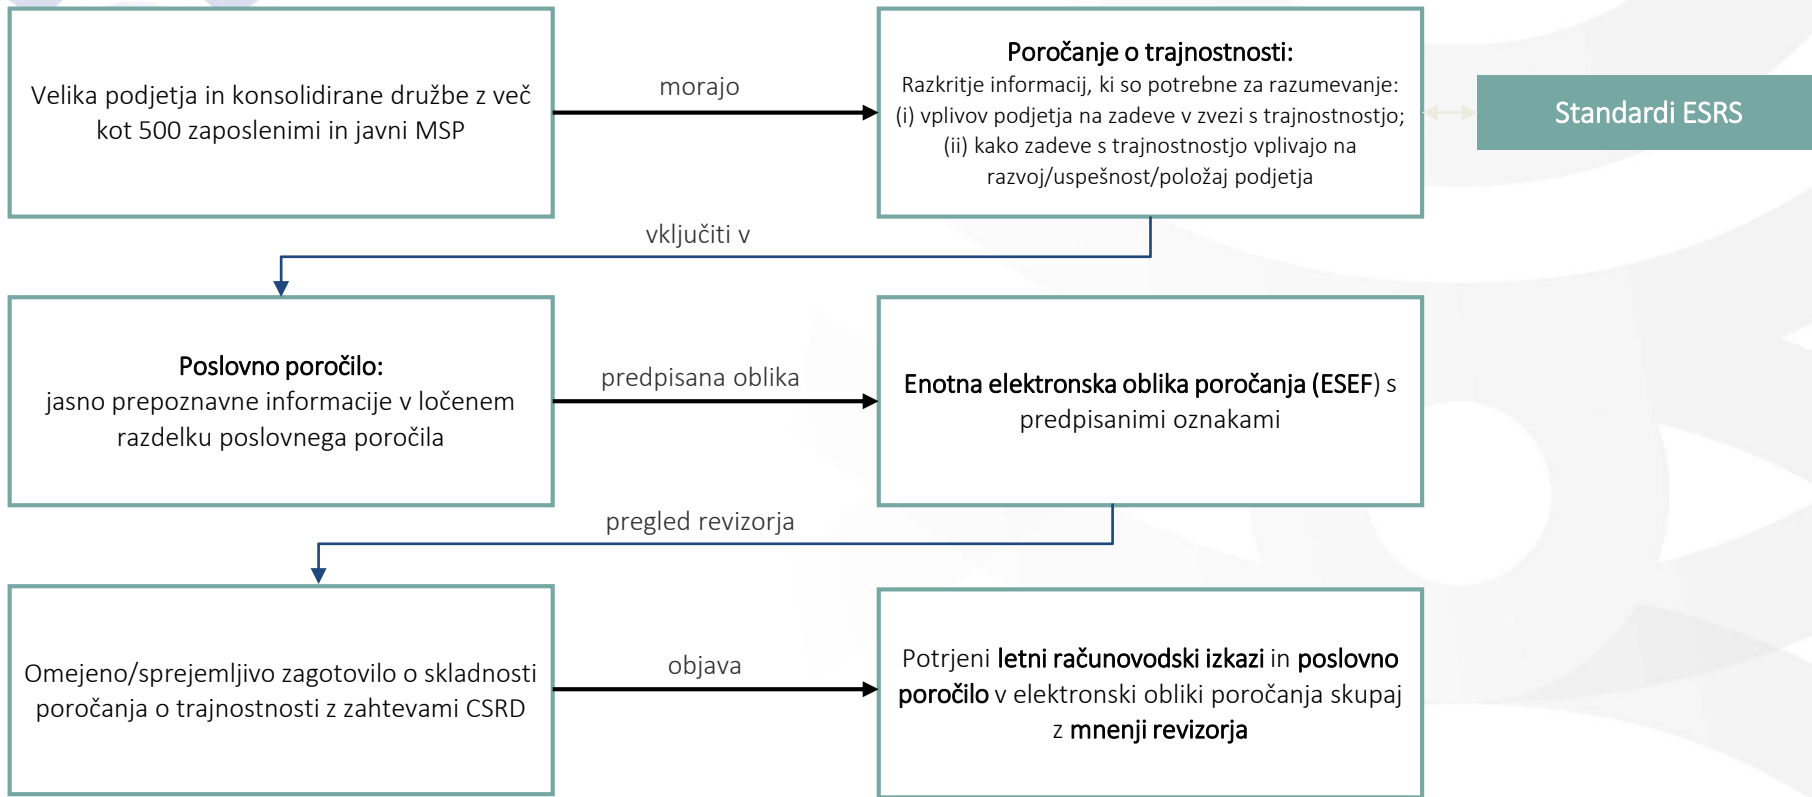 Velika podjetja in konsolidirane družbe z več
kot 500 zaposlenimi in javni MSP
morajo
Poročanje o trajnostnosti:
Razkritje informacij, ki so potrebne za razumevanje:
(i) vplivov podjetja na zadeve v zvezi s trajnostnostjo;
(ii) kako zadeve s trajnostnostjo vplivajo na
razvoj/uspešnost/položaj podjetja
Standardi ESRS
vključiti v
Poslovno poročilo:
jasno prepoznavne informacije v ločenem
razdelku poslovnega poročila
predpisana oblika
Enotna elektronska oblika poročanja (ESEF) s
predpisanimi oznakami
pregled revizorja
Omejeno/sprejemljivo zagotovilo o skladnosti
poročanja o trajnostnosti z zahtevami CSRD
objava
Potrjeni letni računovodski izkazi in poslovno
poročilo v elektronski obliki poročanja skupaj
z mnenji revizorja